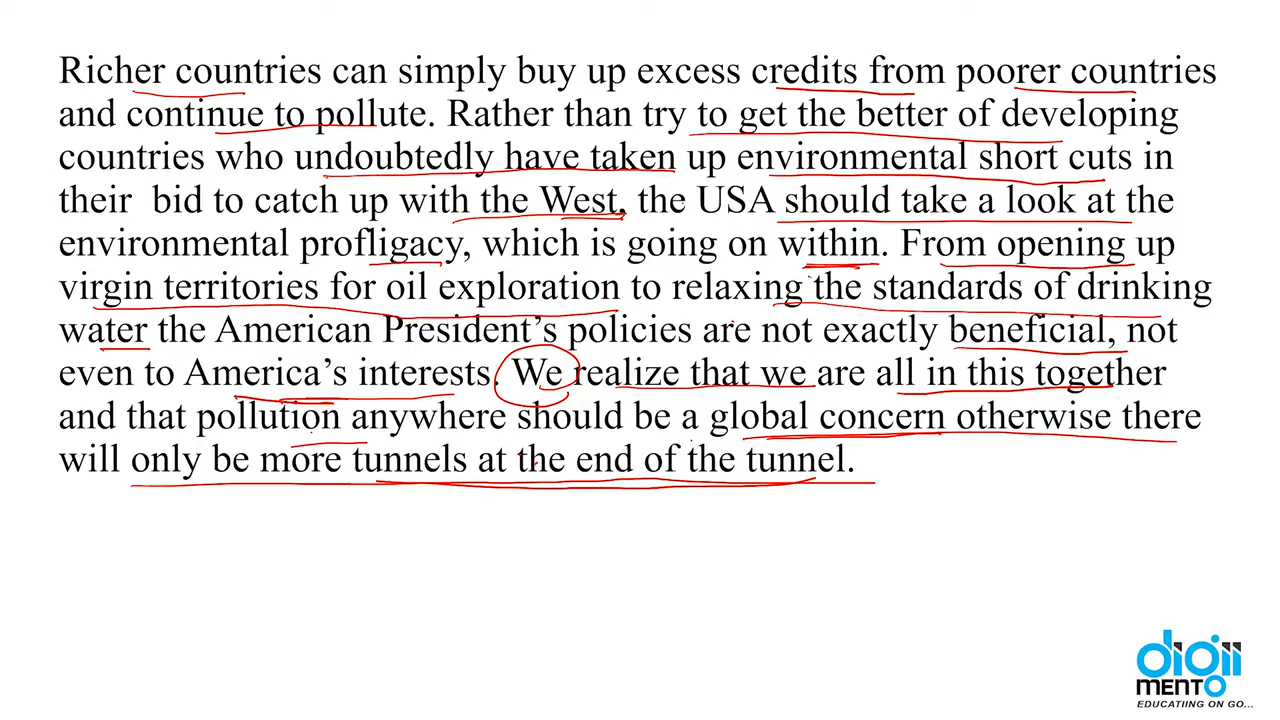 Richer countries can simply buy up excess credits from poorer countries
and continue to pollute. Rather than try to get the better of developing
countries who undoubtedly have taken up environmental short cuts in
their bid to catch up with the West, the USA should take a look at the
environmental profligacy, which is going on within. From opening up
virgin territories for oil exploration to relaxing the standards of drinking
water the American President’s policies are not exactly beneficial, not
even to America’s interests. We realize that we are all in this together
and that pollution anywhere should be a global concern otherwise there
will only be more tunnels at the end of the tunnel.
digii
MENTO
EDUCATIING ON GO...